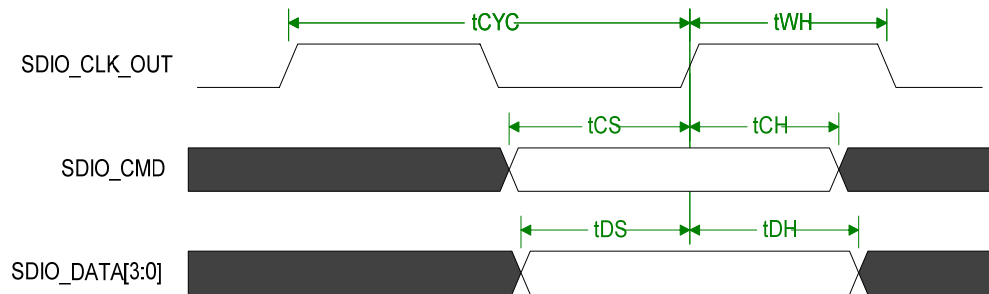 tCYC tWH
SDIO_CLK_OUT
tCS tCH
SDIO_CMD
tDS tDH
SDIO_DATA[3:0]